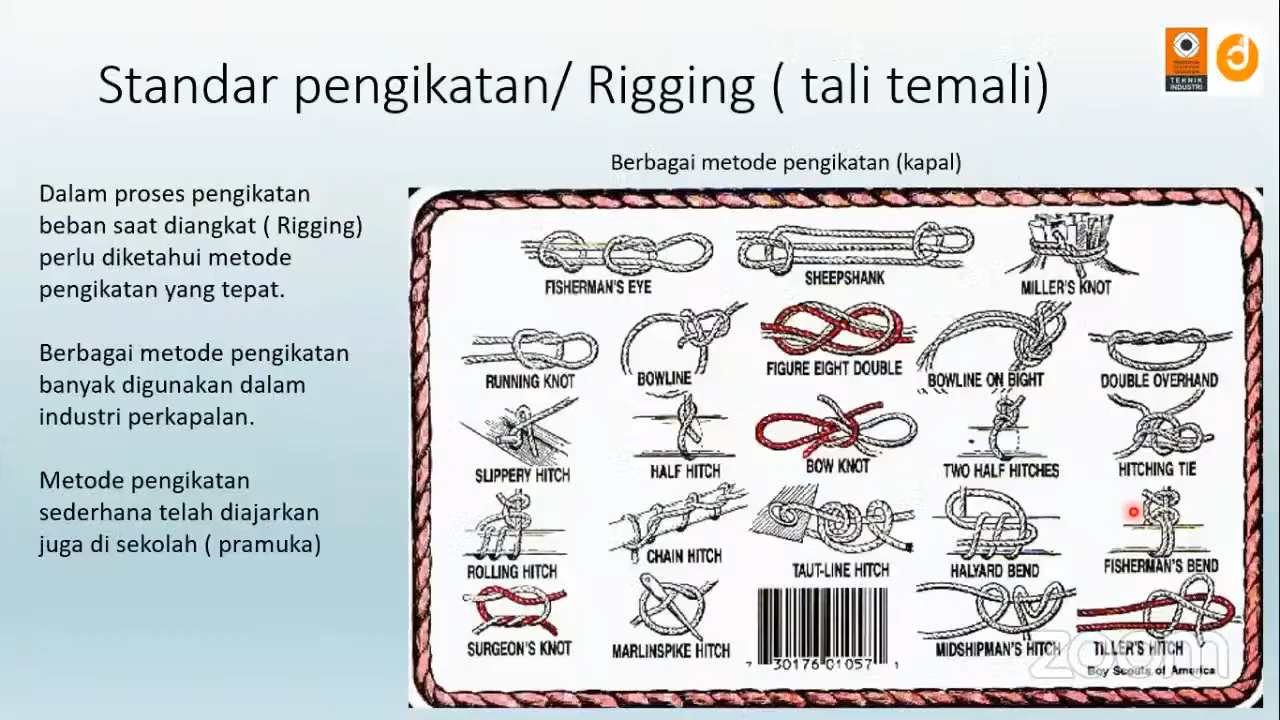 Standar pengikatan/ Rigging ( tali temali)
TEKNIK
INDUSTRI
Berbagai metode pengikatan (kapal)
Dalam proses pengikatan
beban saat diangkat ( Rigging)
perlu diketahui metode
pengikatan yang tepat.
Berbagai metode pengikatan
banyak digunakan dalam
industri perkapalan.
Metode pengikatan
sederhana telah diajarkan
juga di sekolah ( pramuka)
FISHERMAN'S EYE
SHEEPSHANK
MILLER'S KNOT
RUNNING KNOT
BOWLINE
FIGURE EIGHT DOUBLE
BOWLINE ON BIGHT
DOUBLE OVERHAND
SLIPPERY HITCH
HALF HITCH
BOW KNOT
TWO HALF HITCHES
HITCHING TIE
ROLLING HITCH
CHAIN HITCH
TAUT-LINE HITCH
HALYARD BEND
FISHERMAN'S BEND
SURGEON'S KNOT
MARLINSPIKE HITCH
7 30176 01057 1
MIDSHIPMAN'S HITCH
TILLER'S HITCH
Boy Scouts of America
zoom